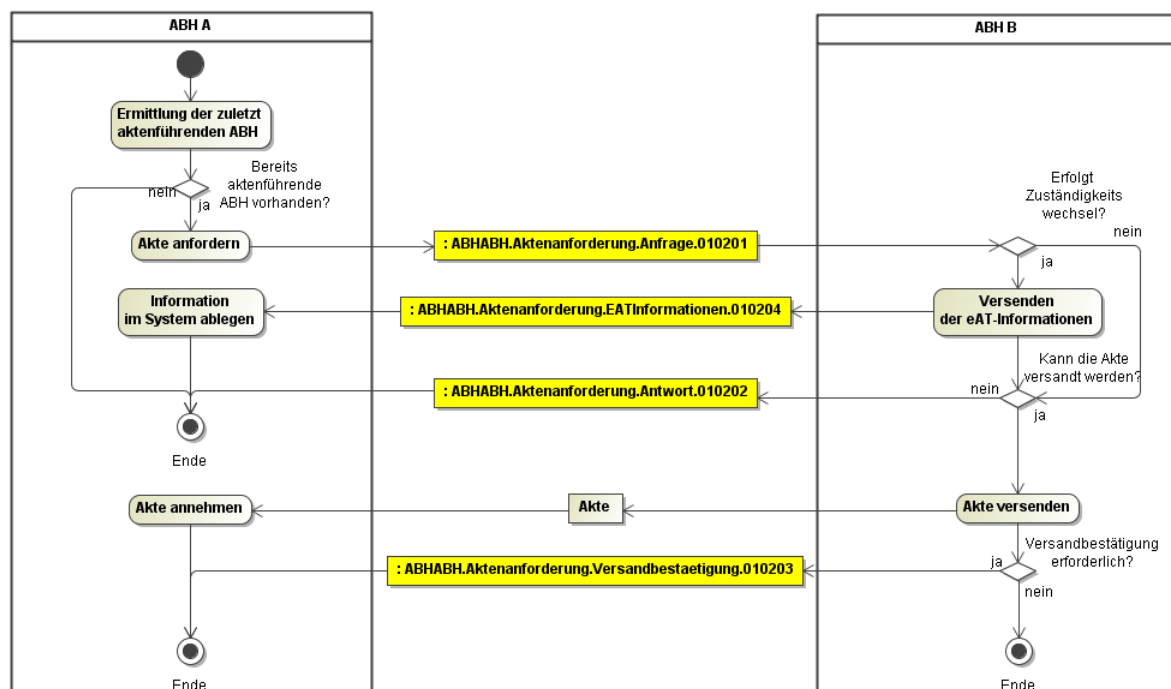 ABH A
ABH B
Ermittlung der zuletzt
aktenführenden ABH
Bereits
aktenführende
ABH vorhanden?
nein
ja
Erfolgt
Zuständigkeits
wechsel?
nein
ja
Akte anfordern
: ABHABH.Aktenanforderung.Anfrage.010201
Information
im System ablegen
: ABHABH.Aktenanforderung.EATInformationen.010204
Versenden
der eAT-Informationen
Kann die Akte
versandt werden?
nein
ja
: ABHABH.Aktenanforderung.Antwort.010202
Ende
Akte annehmen
Akte
Akte versenden
Versandbestätigung
erforderlich?
ja
nein
: ABHABH.Aktenanforderung.Versandbestaetigung.010203
Ende
Ende